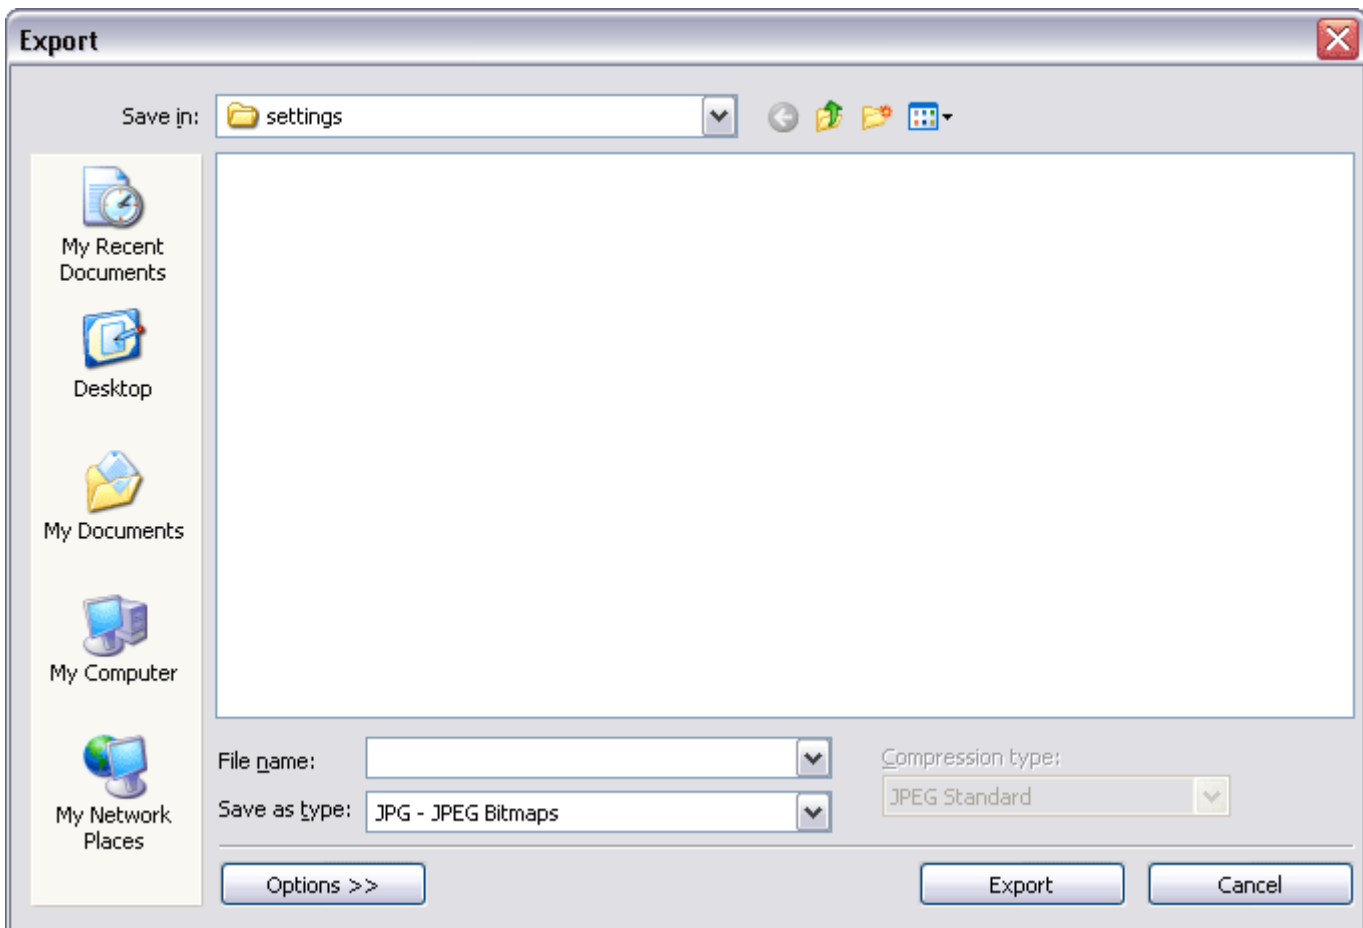 Export
Save in:
settings
My Recent
Documents
Desktop
My Documents
My Computer
My Network
Places
File name:
Compression type:
JPEG Standard
Save as type:
JPG - JPEG Bitmaps
Options >>
Export
Cancel